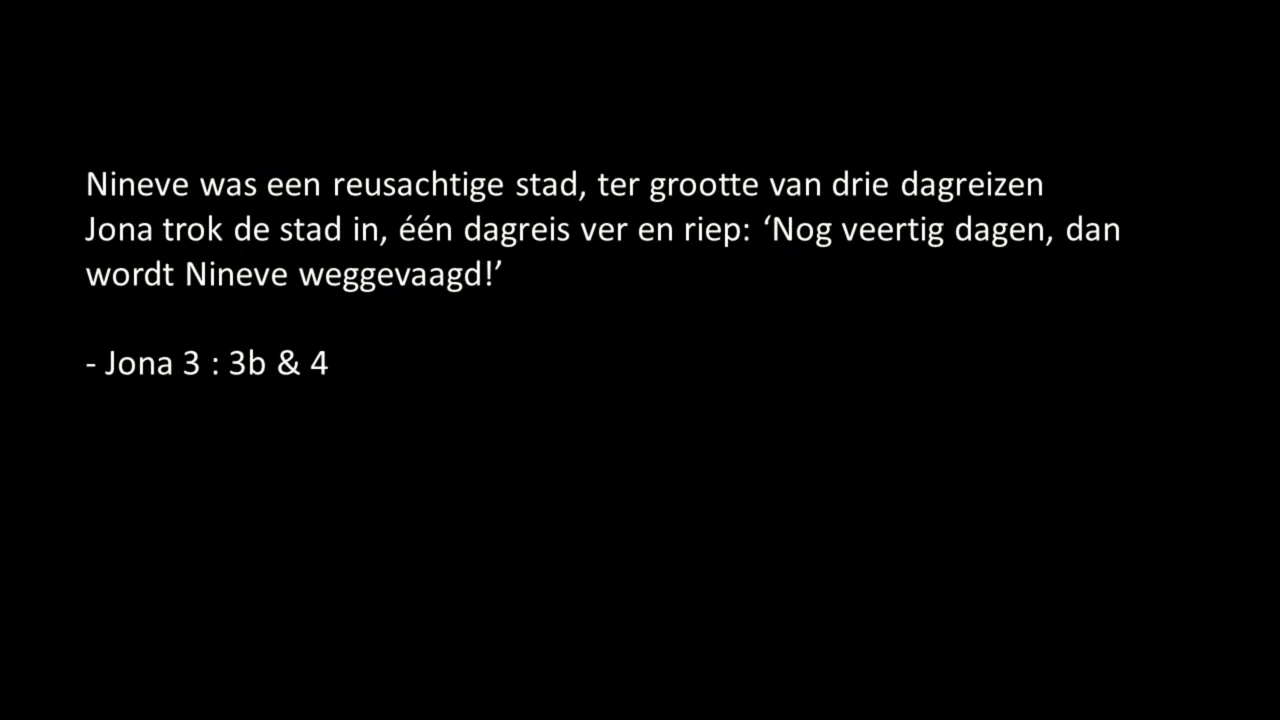 Nineve was een reusachtige stad, ter grootte van drie dagreizen
Jona trok de stad in, één dagreis ver en riep: ‘Nog veertig dagen, dan
wordt Nineve weggevaagd!’
- Jona 3 : 3b & 4